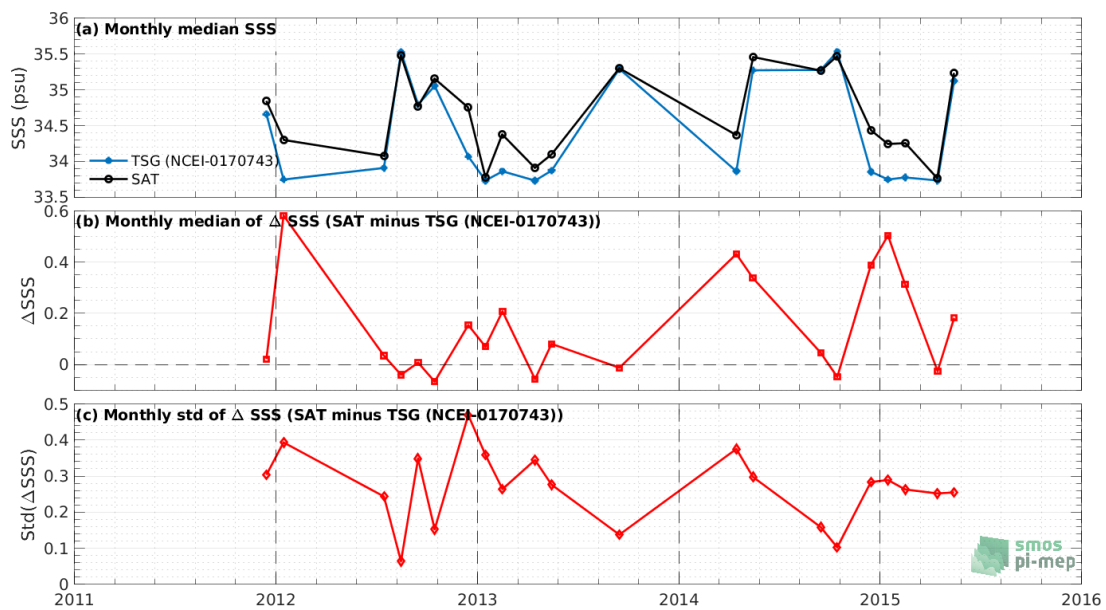 (a) Monthly median SSS
36
35.5
35
34.5
34
33.5
SSS (psu)
TSG (NCEI-0170743)
SAT
(b) Monthly median of △ SSS (SAT minus TSG (NCEI-0170743))
0.6
0.4
0.2
0
△SSS
(c) Monthly std of △ SSS (SAT minus TSG (NCEI-0170743))
0.5
0.4
0.3
0.2
0.1
0
Std(△SSS)
2011 2012 2013 2014 2015 2016
smos
pi-mep